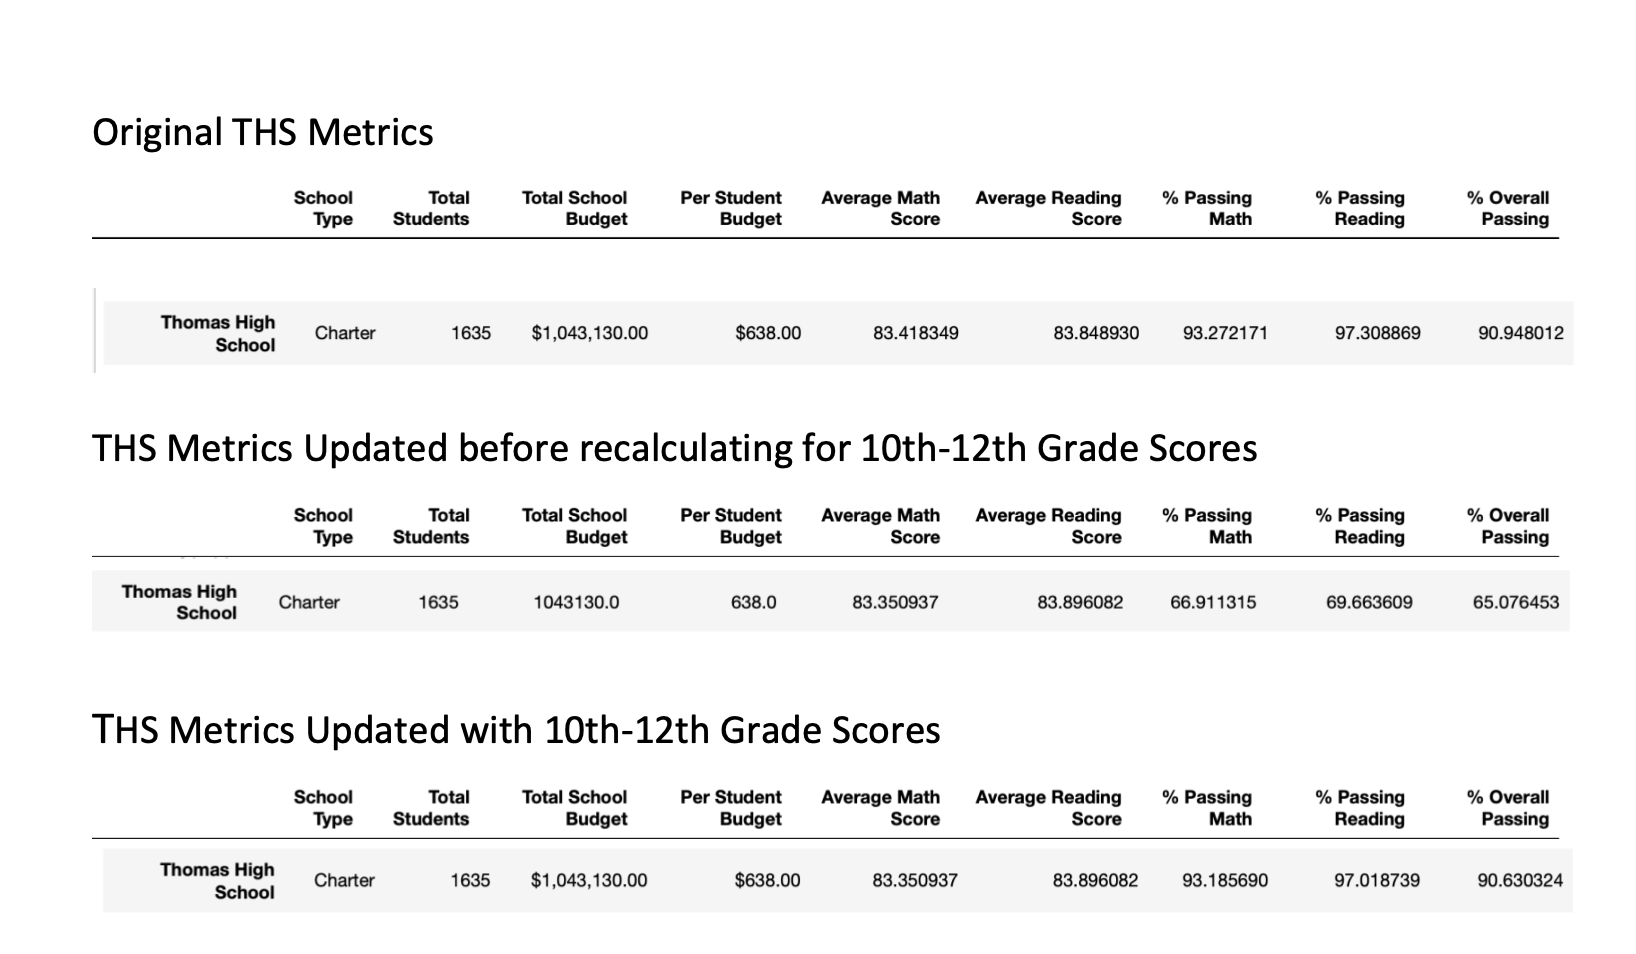 Original THS Metrics
School Type Total Students Total School Budget Per Student Budget Average Math Score Average Reading Score % Passing Math % Passing Reading % Overall Passing
Thomas High School Charter 1635 $1,043,130.00 $638.00 83.418349 83.848930 93.272171 97.308869 90.948012
THS Metrics Updated before recalculating for 10th-12th Grade Scores
School Type Total Students Total School Budget Per Student Budget Average Math Score Average Reading Score % Passing Math % Passing Reading % Overall Passing
Thomas High School Charter 1635 1043130.0 638.0 83.350937 83.896082 66.911315 69.663609 65.076453
THS Metrics Updated with 10th-12th Grade Scores
School Type Total Students Total School Budget Per Student Budget Average Math Score Average Reading Score % Passing Math % Passing Reading % Overall Passing
Thomas High School Charter 1635 $1,043,130.00 $638.00 83.350937 83.896082 93.185690 97.018739 90.630324